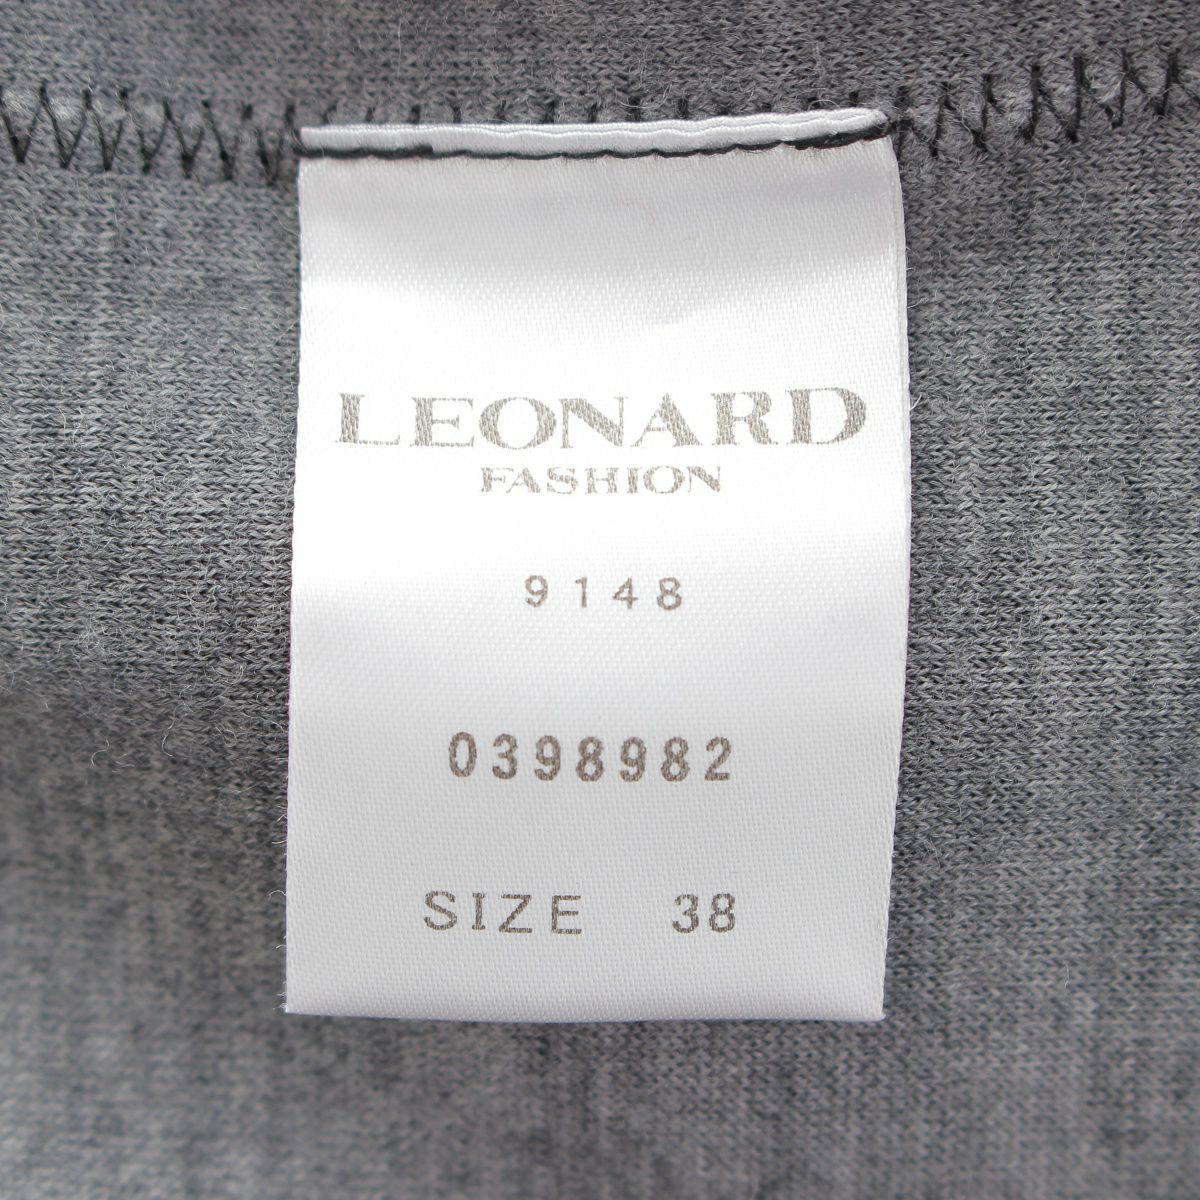 LEONARD
FASHION
9148
0398982
SIZE 38